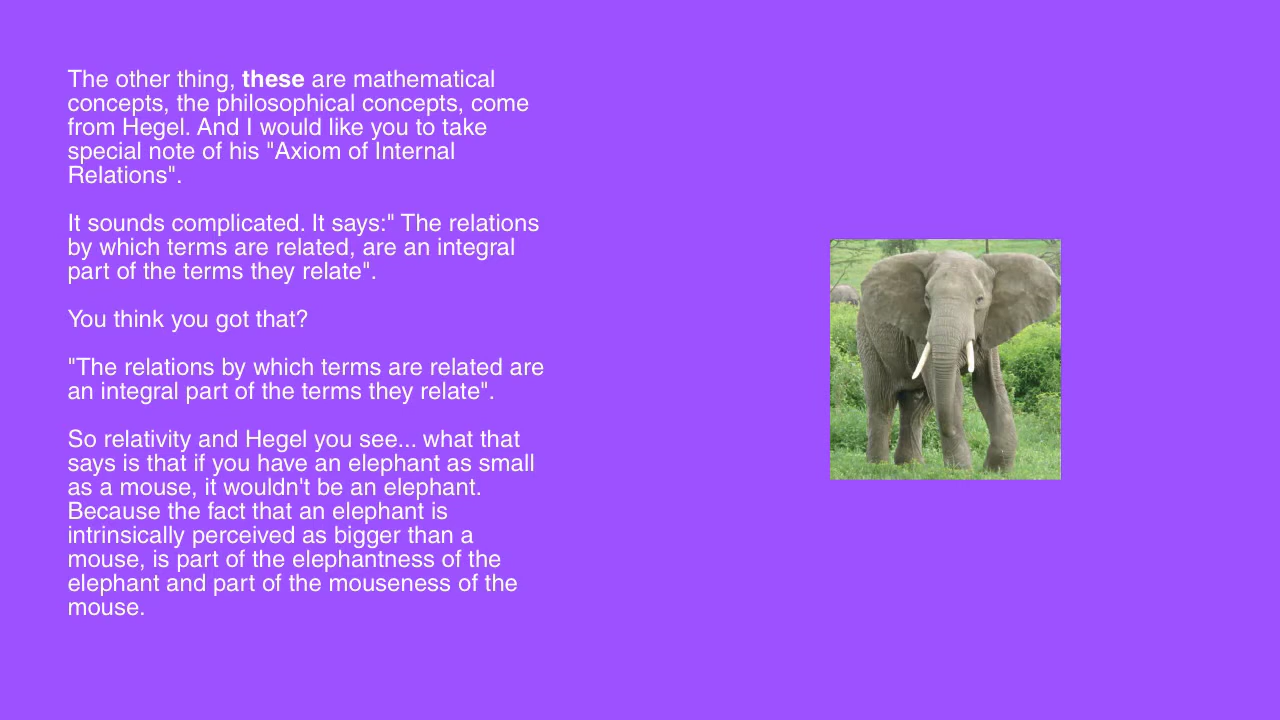 The other thing, these are mathematical
concepts, the philosophical concepts, come
from Hegel. And I would like you to take
special note of his "Axiom of Internal
Relations".
It sounds complicated. It says:" The relations
by which terms are related, are an integral
part of the terms they relate".
You think you got that?
"The relations by which terms are related are
an integral part of the terms they relate".
So relativity and Hegel you see... what that
says is that if you have an elephant as small
as a mouse, it wouldn't be an elephant.
Because the fact that an elephant is
intrinsically perceived as bigger than a
mouse, is part of the elephantness of the
elephant and part of the mouseness of the
mouse.